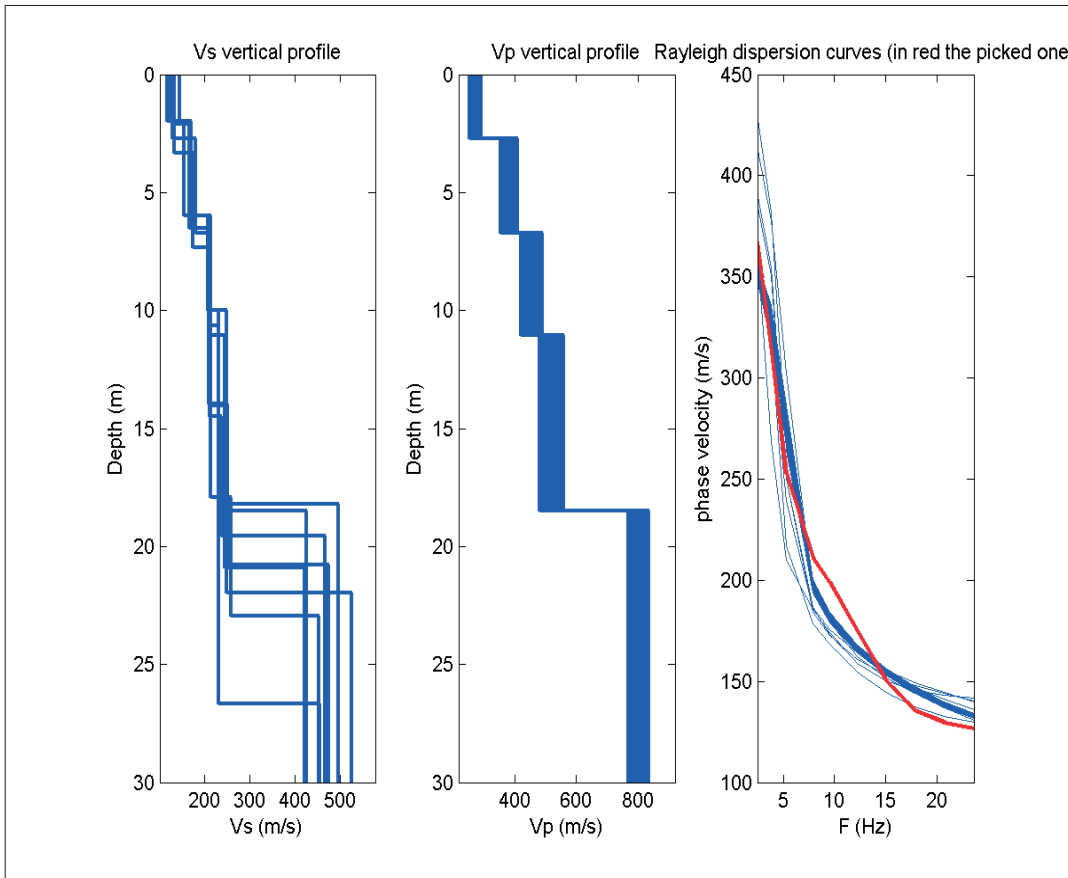 Vs vertical profile
0
5
10
15
20
25
30
200 300 400 500
Depth (m)
Vs (m/s)
Vp vertical profile
0
5
10
15
20
25
30
400 600 800
Depth (m)
Vp (m/s)
Rayleigh dispersion curves (in red the picked one
450
400
350
300
250
200
150
100
5 10 15 20
phase velocity (m/s)
F (Hz)